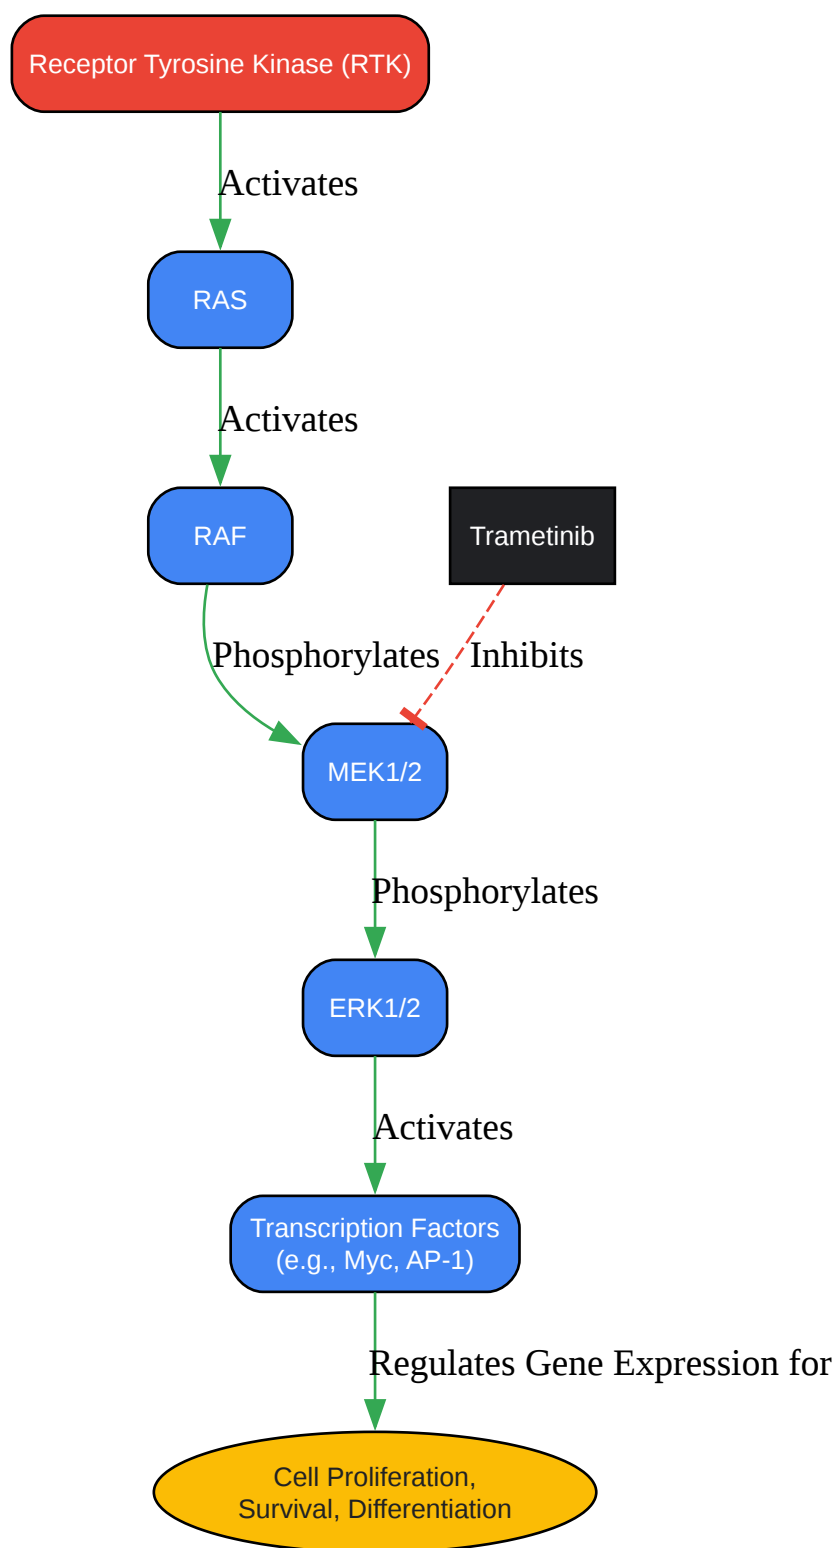 Receptor Tyrosine Kinase (RTK)
Activates
RAS
Activates
RAF
Trametinib
Phosphorylates
Inhibits
MEK1/2
Phosphorylates
ERK1/2
Activates
Transcription Factors
(e.g., Myc, AP-1)
Regulates Gene Expression for
Cell Proliferation,
Survival, Differentiation